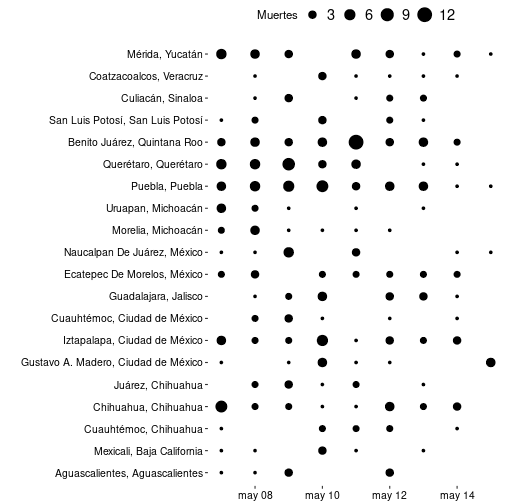 Muertes 3 6 9 12
Mérida, Yucatán
Coatzacoalcos, Veracruz
Culiacán, Sinaloa
San Luis Potosí, San Luis Potosí
Benito Juárez, Quintana Roo
Querétaro, Querétaro
Puebla, Puebla
Uruapan, Michoacán
Morelia, Michoacán
Naucalpan De Juárez, México
Ecatepec De Morelos, México
Guadalajara, Jalisco
Cuauhtémoc, Ciudad de México
Iztapalapa, Ciudad de México
Gustavo A. Madero, Ciudad de México
Juárez, Chihuahua
Chihuahua, Chihuahua
Cuauhtémoc, Chihuahua
Mexicali, Baja California
Aguascalientes, Aguascalientes
may 08 may 10 may 12 may 14